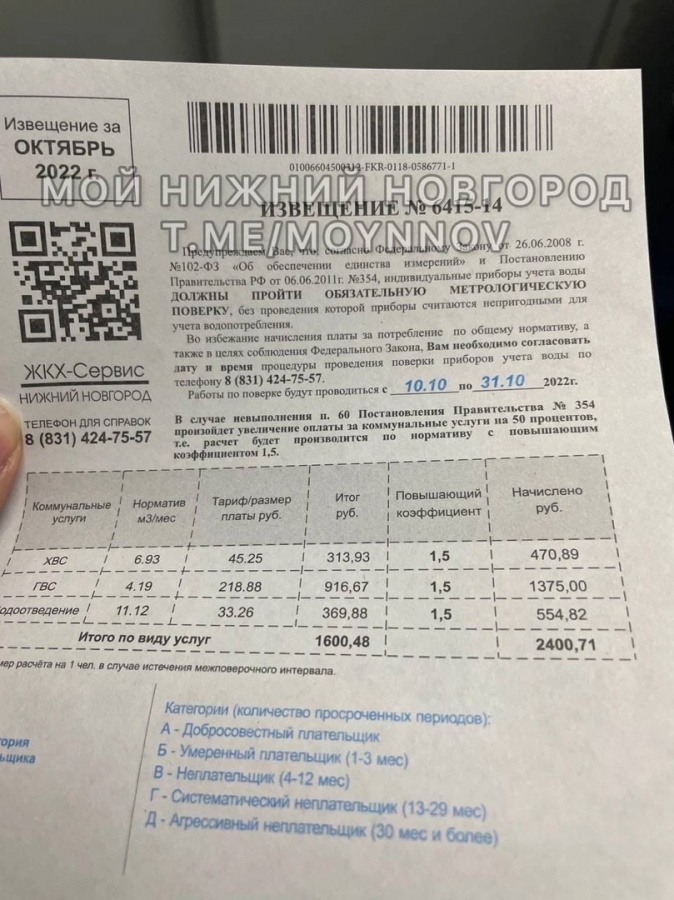 Извещение за
ОКТЯБРЬ
2022 г.
МОЙ НИЖНИЙ НОВГОРОД
T.ME/MOYNNOV
ИЗВЕЩЕНИЕ № 6415-14
Предупреждаем Вас, что, согласно Федеральному Закону от 26.06.2008 г.
№102-ФЗ «Об обеспечении единства измерений» и Постановлению
Правительства РФ от 06.06.2011г. №354, индивидуальные приборы учета воды
ДОЛЖНЫ ПРОЙТИ ОБЯЗАТЕЛЬНУЮ МЕТРОЛОГИЧЕСКУЮ
ПОВЕРКУ, без проведения которой приборы считаются непригодными для
учета водопотребления.
Во избежание начисления платы за потребление по общему нормативу, а
также в целях соблюдения Федерального Закона, Вам необходимо согласовать
дату и время процедуры проведения поверки приборов учета воды по
телефону 8 (831) 424-75-57.
Работы по поверке будут проводиться с 10.10 по 31.10 2022г.
ЖКХ-Сервис
НИЖНИЙ НОВГОРОД
ТЕЛЕФОН ДЛЯ СПРАВОК
8 (831) 424-75-57
В случае невыполнения п. 60 Постановления Правительства № 354
произойдет увеличение оплаты за коммунальные услуги на 50 процентов,
т.е. расчет будет производится по нормативу с повышающим
коэффициентом 1,5.
Коммунальные услуги Норматив м3/мес Тариф/размер платы руб. Итог руб. Повышающий коэффициент Начислено руб.
ХВС 6.93 45.25 313,93 1,5 470,89
ГВС 4.19 218.88 916,67 1,5 1375,00
одоотведение 11.12 33.26 369,88 1,5 554,82
Итого по виду услуг 1600,48 2400,71
мер расчёта на 1 чел. в случае истечения межповерочного интервала.
ория
ьщика
Категории (количество просроченных периодов):
А - Добросовестный плательщик
Б - Умеренный плательщик (1-3 мес)
В - Неплательщик (4-12 мес)
Г - Систематический неплательщик (13-29 мес)
Д - Агрессивный неплательщик (30 мес и более)